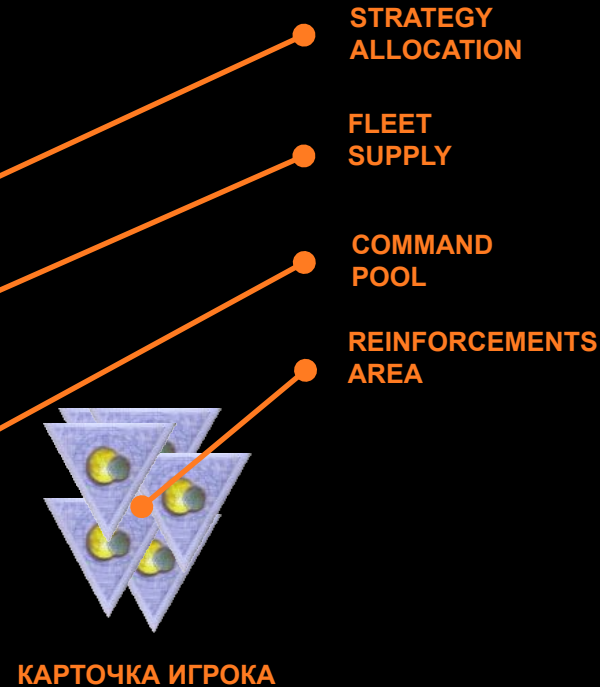 STRATEGY
ALLOCATION
FLEET
SUPPLY
COMMAND
POOL
REINFORCEMENTS
AREA
КАРТОЧКА ИГРОКА